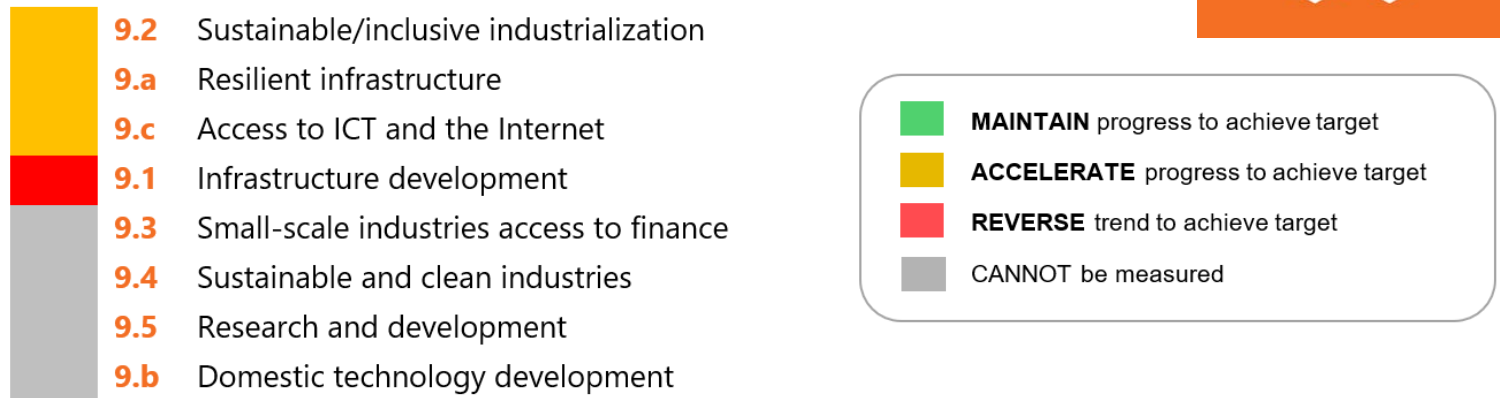 9.2 Sustainable/inclusive industrialization
9.a Resilient infrastructure
9.c Access to ICT and the Internet
9.1 Infrastructure development
9.3 Small-scale industries access to finance
9.4 Sustainable and clean industries
9.5 Research and development
9.b Domestic technology development
MAINTAIN progress to achieve target
ACCELERATE progress to achieve target
REVERSE trend to achieve target
CANNOT be measured